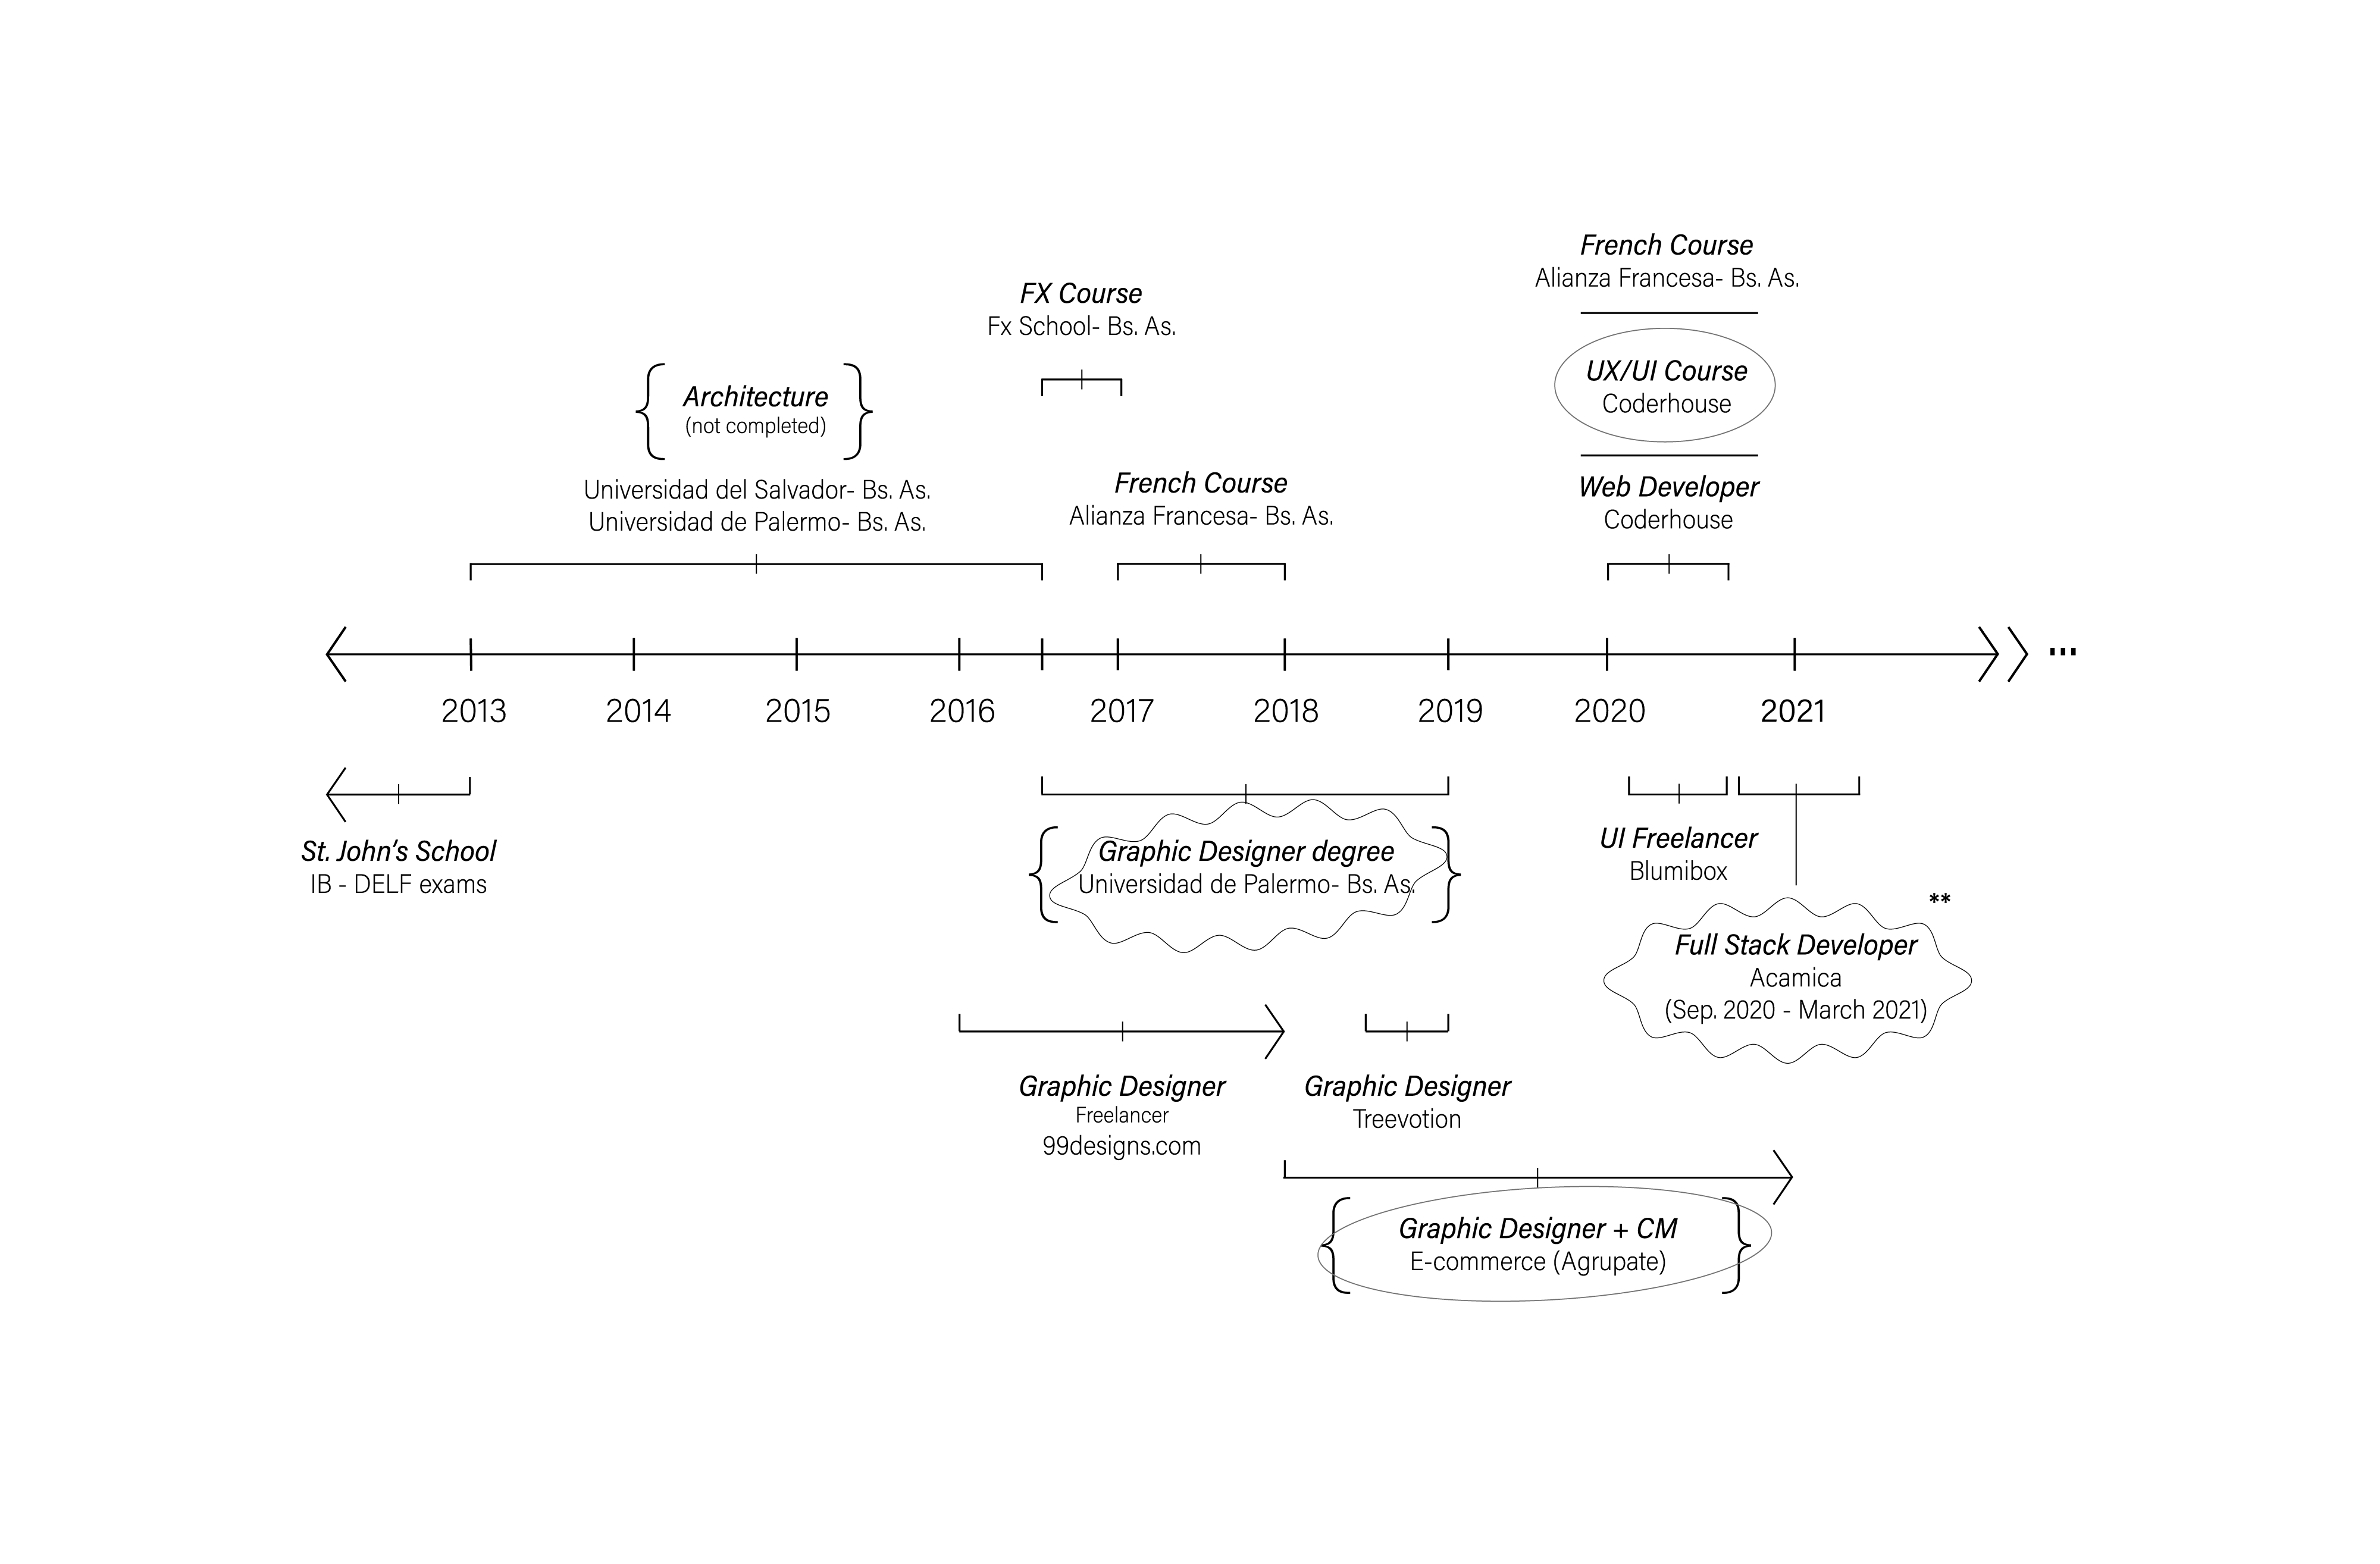 French Course
Alianza Francesa- Bs. As.
FX Course
Fx School- Bs. As.
UX/UI Course
Coderhouse
Architecture
(not completed)
Universidad del Salvador- Bs. As.
Universidad de Palermo- Bs. As.
French Course
Alianza Francesa- Bs. As.
Web Developer
Coderhouse
...
2013
2014
2015
2016
2017
2018
2019
2020
2021
St. John's School
IB - DELF exams
Graphic Designer degree
Universidad de Palermo- Bs. As.
UI Freelancer
Blumibox
**
Full Stack Developer
Acamica
(Sep. 2020 - March 2021)
Graphic Designer
Freelancer
99designs.com
Graphic Designer
Treevotion
Graphic Designer + CM
E-commerce (Agrupate)